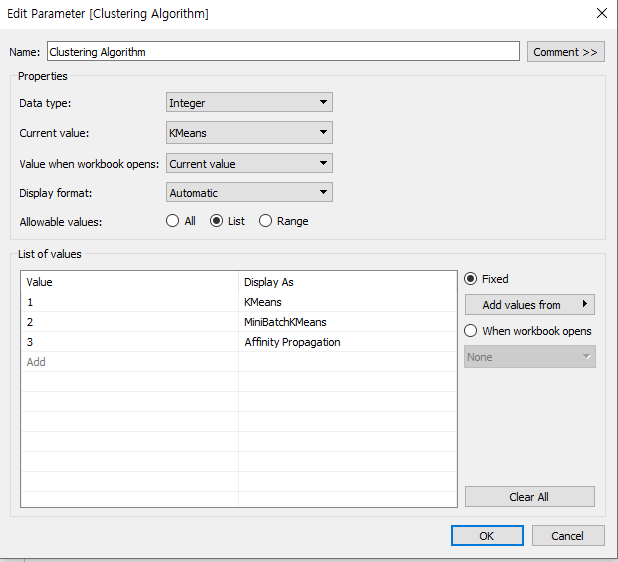 Edit Parameter [Clustering Algorithm]
Name: Clustering Algorithm Comment >>
Properties
Data type: Integer
Current value: KMeans
Value when workbook opens: Current value
Display format: Automatic
Allowable values: All List Range
List of values
Value Display As
1 KMeans
2 MiniBatchKMeans
3 Affinity Propagation
Add
Fixed
Add values from
When workbook opens
None
Clear All
OK Cancel